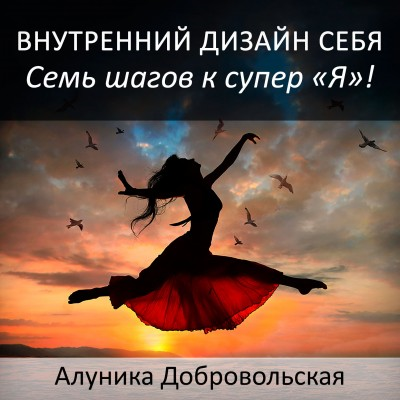 ВНУТРЕННИЙ ДИЗАЙН СЕБЯ
Семь шагов к супер «Я»!
Алуника Добровольская